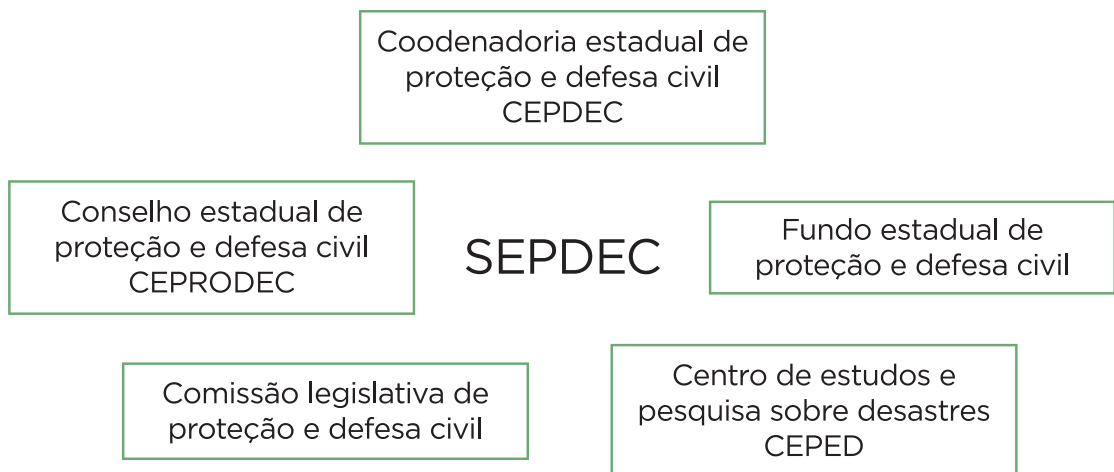 Coodenadoria estadual de
proteção e defesa civil
CEPDEC
Conselho estadual de
proteção e defesa civil
CEPRODEC
SEPDEC
Fundo estadual de
proteção e defesa civil
Comissão legislativa de
proteção e defesa civil
Centro de estudos e
pesquisa sobre desastres
CEPED